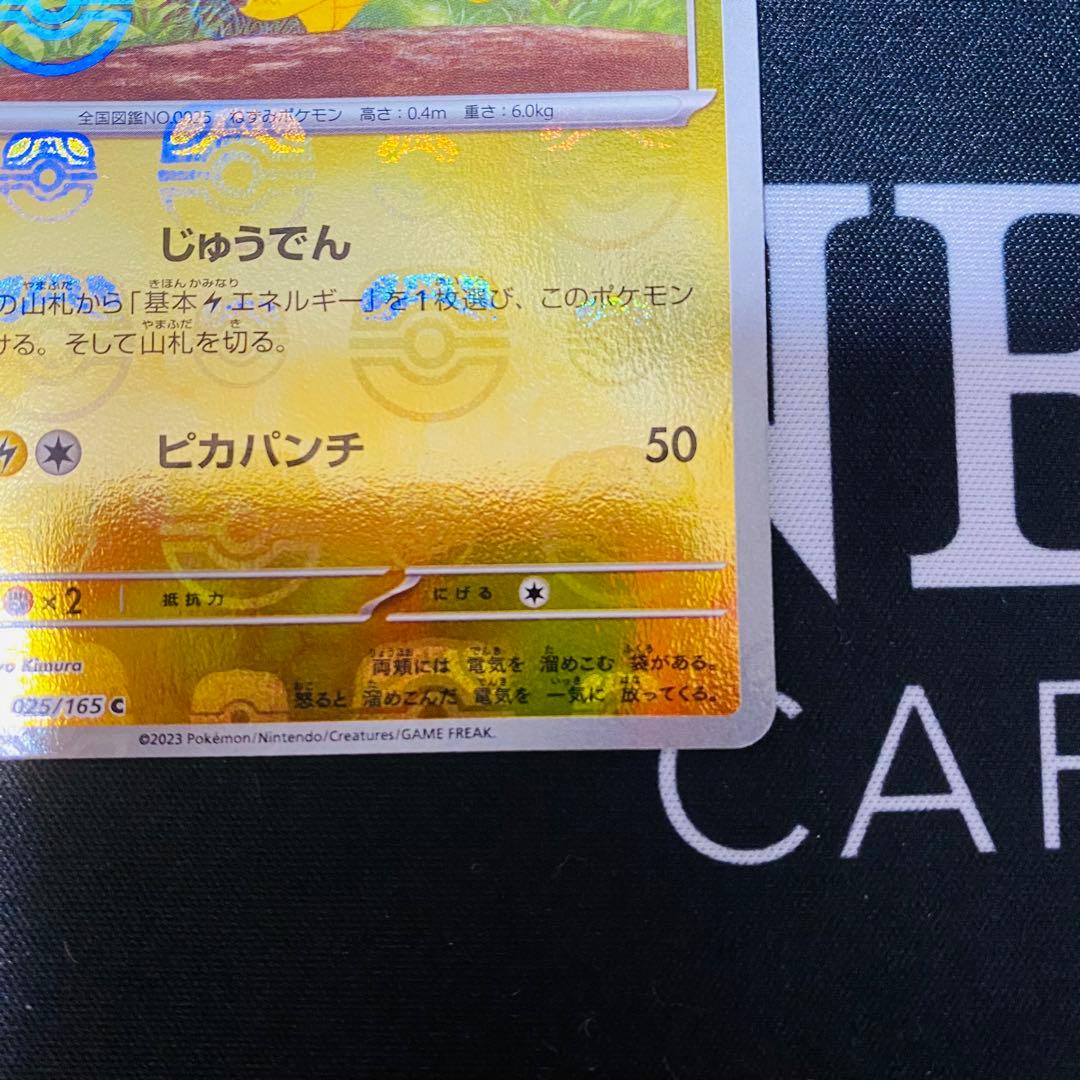 全国図鑑NO.0025 ねずみポケモン 高さ:0.4m 重さ:6.0kg
じゅうでん
の山札から「基本エネルギー」を1枚選び、このポケモン
ける。そして山札を切る。
ピカパンチ 50
×2 抵抗力 にげる
yo Kimura
両頬には 電気を 溜めこむ 袋がある。
怒ると 溜めこんだ 電気を 一気に 放ってくる。
025/165 C
©2023 Pokémon/Nintendo/Creatures/GAME FREAK.
CAR